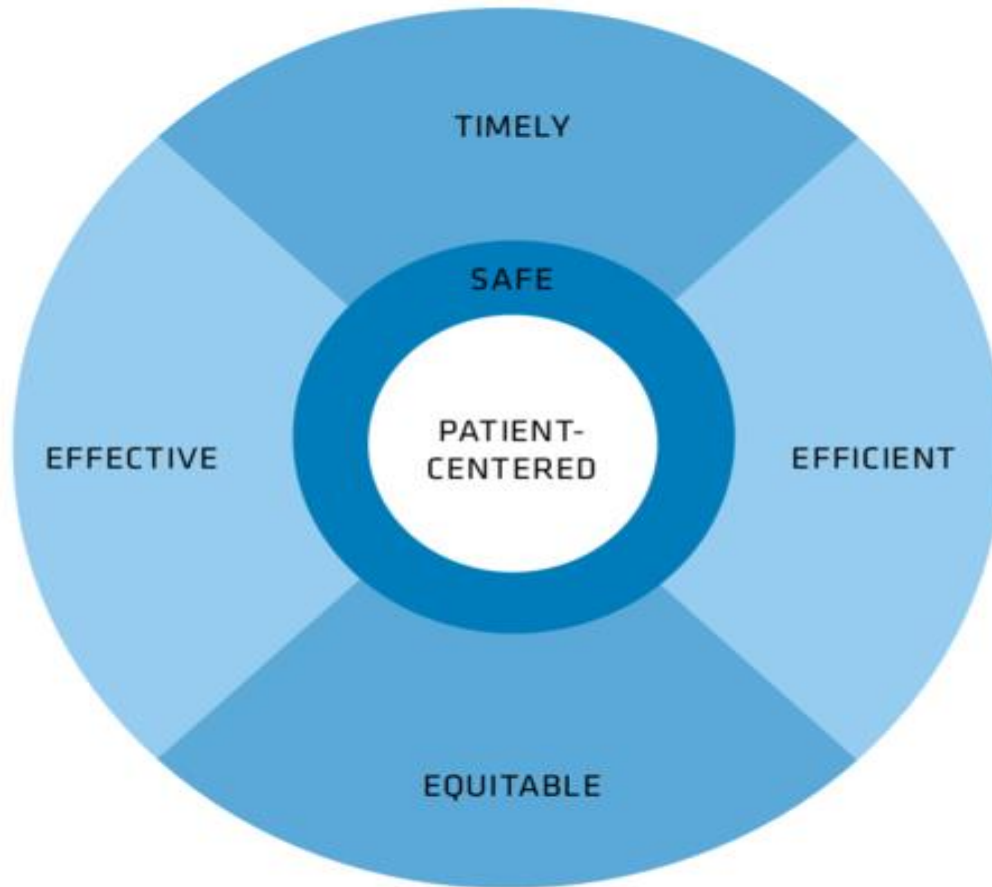 TIMELY
SAFE
PATIENT-
CENTERED
EFFECTIVE
EFFICIENT
EQUITABLE